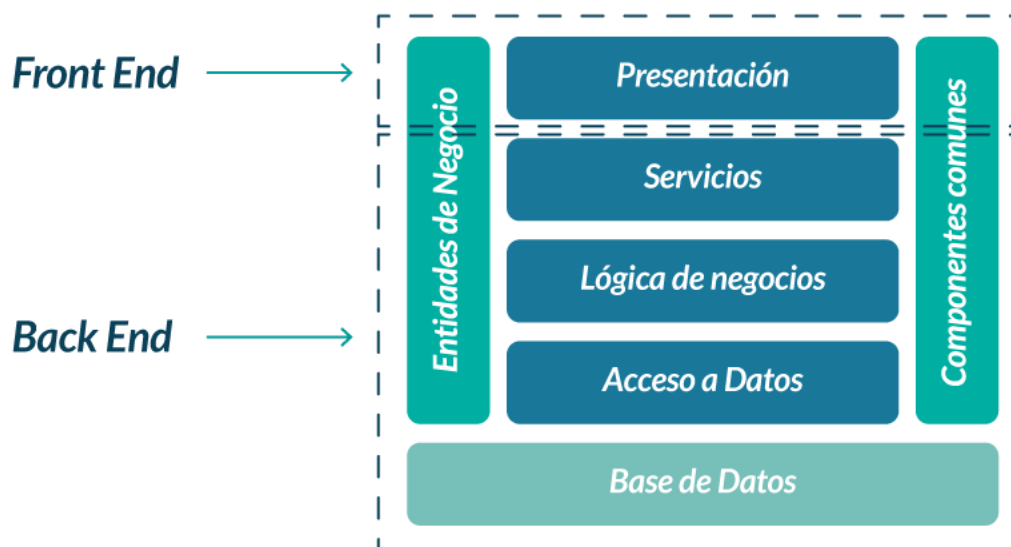 Front End
Presentación
Entidades de Negocio
Componentes comunes
Servicios
Lógica de negocios
Back End
Acceso a Datos
Base de Datos